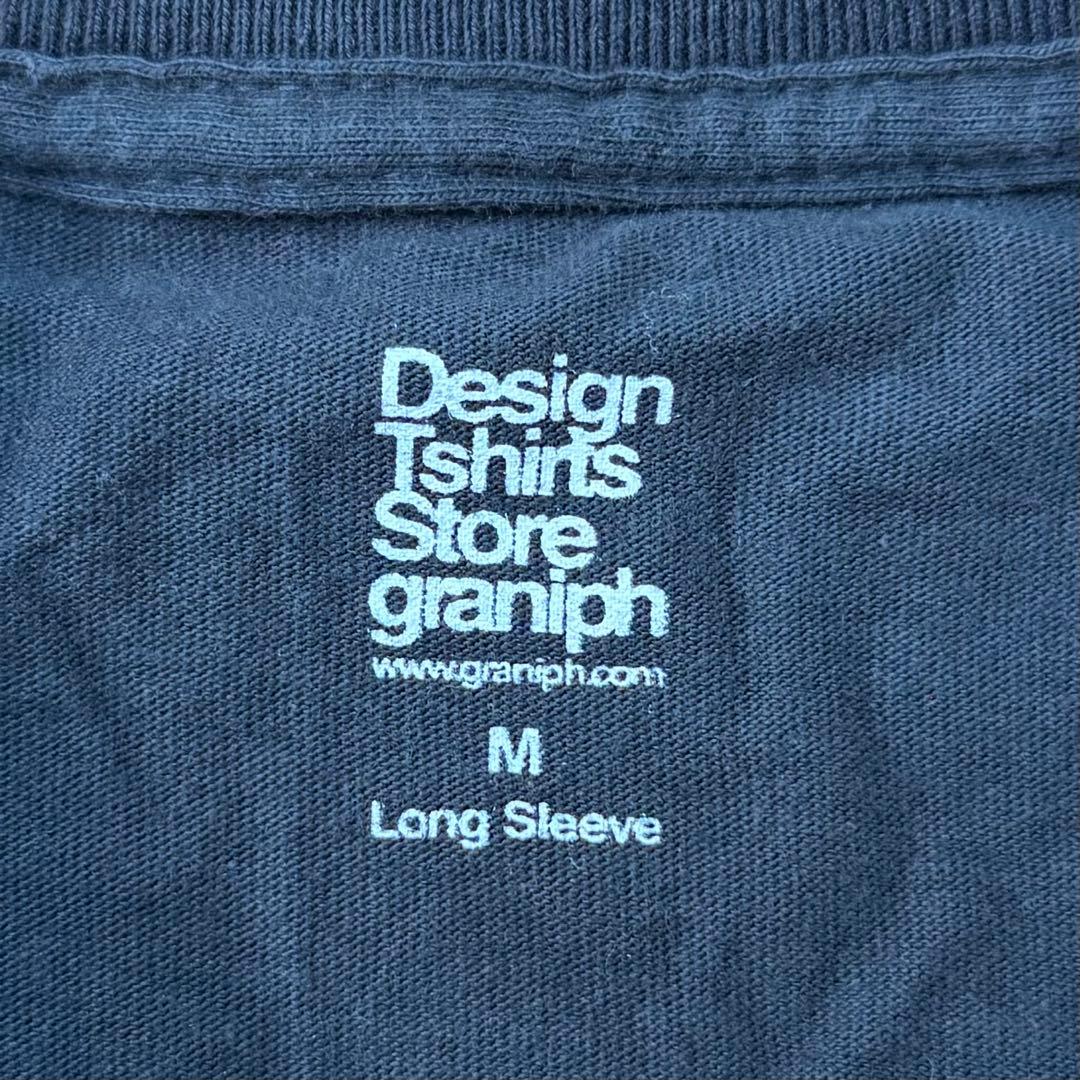 Design
Tshirts
Store
graniph
www.graniph.com
M
Long Sleeve